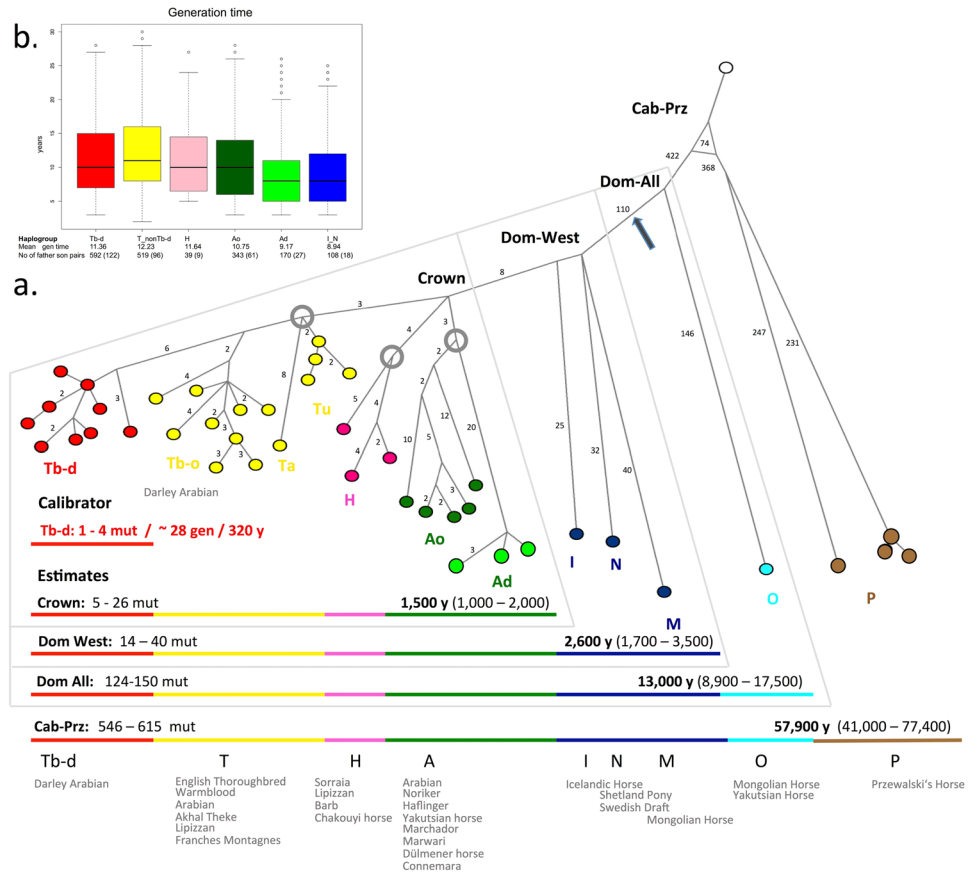 b.
Generation time
years
30
25
20
15
10
5
Tb-d T_nonTb-d H Ao Ad I_N
Haplogroup
Mean gen time 11.36 12.23 11.64 10.75 9.17 8.94
No of father son pairs 592 (122) 519 (96) 39 (9) 343 (61) 170 (27) 108 (18)
Cab-Prz
74
422
368
Dom-All
110
Dom-West
8
Crown
a.
3
4
3
6
2
2
2
4
2
8
2
3
4
2
2
3
3
Tu
5
4
2
2
12
20
10
5
3
2
2
3
25
32
40
146
247
231
Tb-d
Tb-o
Ta
H
Ao
Ad
I
N
M
O
P
Darley Arabian
Calibrator
Tb-d: 1 - 4 mut / ~ 28 gen / 320 y
Estimates
Crown: 5 - 26 mut 1,500 y (1,000 – 2,000)
Dom West: 14 – 40 mut 2,600 y (1,700 – 3,500)
Dom All: 124-150 mut 13,000 y (8,900 – 17,500)
Cab-Prz: 546 – 615 mut 57,900 y (41,000 – 77,400)
Tb-d T H A I N M O P
Darley Arabian
English Thoroughbred
Warmblood
Arabian
Akhal Theke
Lipizzan
Franches Montagnes
Sorraia
Lipizzan
Barb
Chakouyi horse
Arabian
Noriker
Haflinger
Yakutsian horse
Marchador
Marwari
Dülmener horse
Connemara
Icelandic Horse
Shetland Pony
Swedish Draft
Mongolian Horse
Mongolian Horse
Yakutsian Horse
Przewalski's Horse